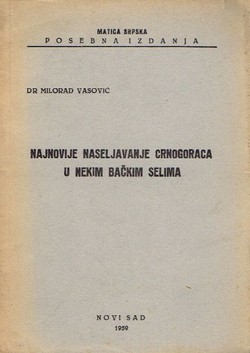 MATICA SRPSKA
POSEBNA IZDANJA
DR MILORAD VASOVIĆ
NAJNOVIJE NASELJAVANJE CRNOGORACA
U NEKIM BAČKIM SELIMA
NOVI SAD
1959